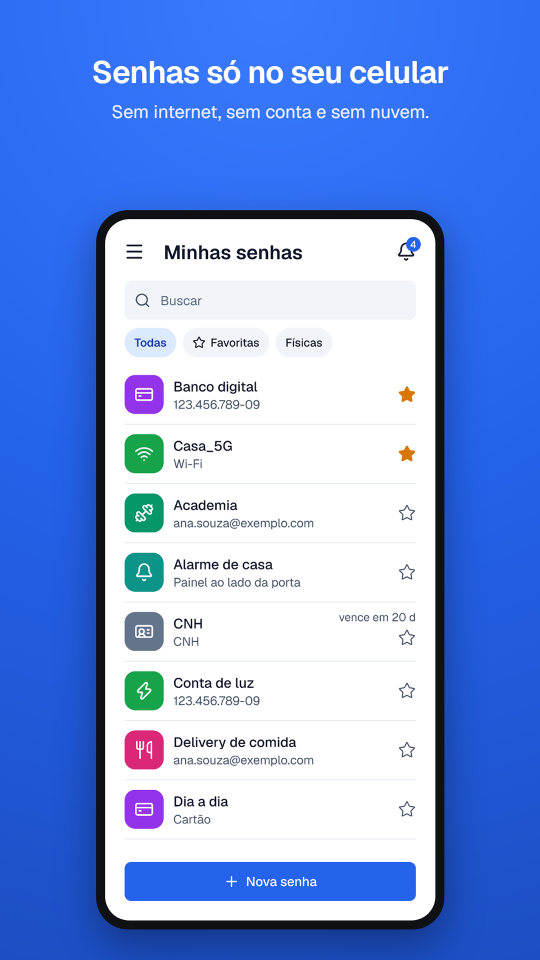 Senhas só no seu celular
Sem internet, sem conta e sem nuvem.
Minhas senhas
4
Buscar
Todas
Favoritas
Físicas
Banco digital
123.456.789-09
Casa_5G
Wi-Fi
Academia
ana.souza@exemplo.com
Alarme de casa
Painel ao lado da porta
CNH
vence em 20 d
CNH
Conta de luz
123.456.789-09
Delivery de comida
ana.souza@exemplo.com
Dia a dia
Cartão
+ Nova senha